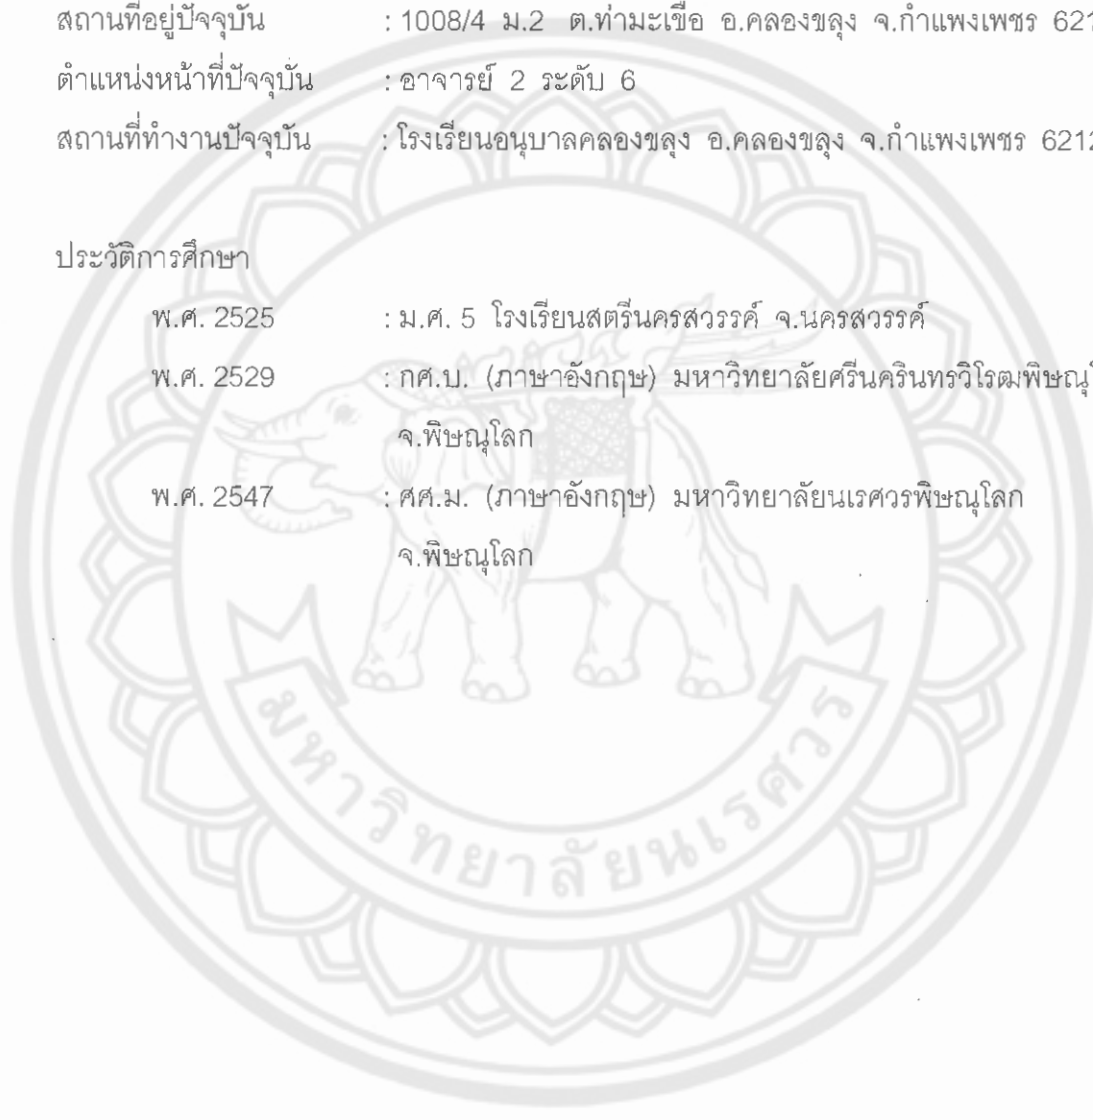 สถานที่อยู่ปัจจุบัน : 1008/4 ม.2 ต.ท่ามะเขือ อ.คลองขลุง จ.กำแพงเพชร
ตำแหน่งหน้าที่ปัจจุบัน : อาจารย์ 2 ระดับ 6
สถานที่ทำงานปัจจุบัน : โรงเรียนอนุบาลคลองขลุง อ.คลองขลุง จ.กำแพงเพชร
ประวัติการศึกษา
พ.ศ. 2525 : ม.ศ. 5 โรงเรียนสตรีนครสวรรค์ จ.นครสวรรค์
พ.ศ. 2529 : กศ.บ. (ภาษาอังกฤษ) มหาวิทยาลัยศรีนครินทรวิโรฒพิษณุ
จ.พิษณุโลก
พ.ศ. 2547 : ศศ.ม. (ภาษาอังกฤษ) มหาวิทยาลัยนเรศวรพิษณุโลก
จ.พิษณุโลก
มหาวิทยาลัยนเรศวร